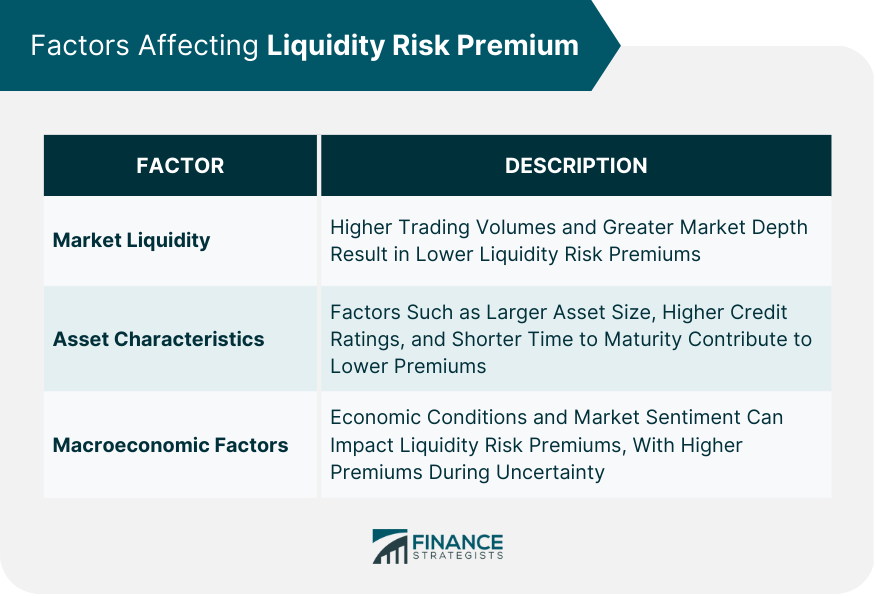 Factors Affecting Liquidity Risk Premium
FACTOR
DESCRIPTION
Market Liquidity
Higher Trading Volumes and Greater Market Depth
Result in Lower Liquidity Risk Premiums
Asset Characteristics
Factors Such as Larger Asset Size, Higher Credit
Ratings, and Shorter Time to Maturity Contribute to
Lower Premiums
Macroeconomic Factors
Economic Conditions and Market Sentiment Can
Impact Liquidity Risk Premiums, With Higher
Premiums During Uncertainty
FINANCE
STRATEGISTS